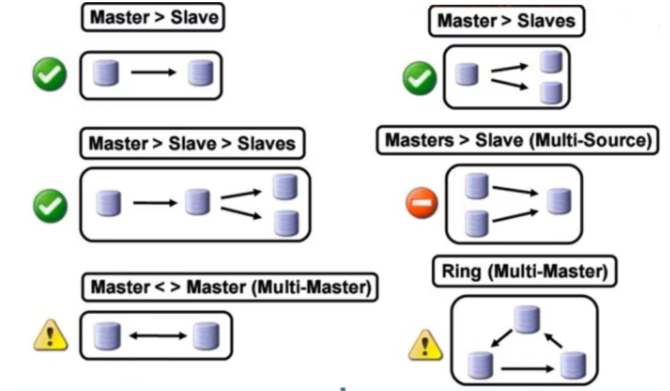 Master > Slave
Master > Slaves
Master > Slave > Slaves
Masters > Slave (Multi-Source)
Master < > Master (Multi-Master)
Ring (Multi-Master)